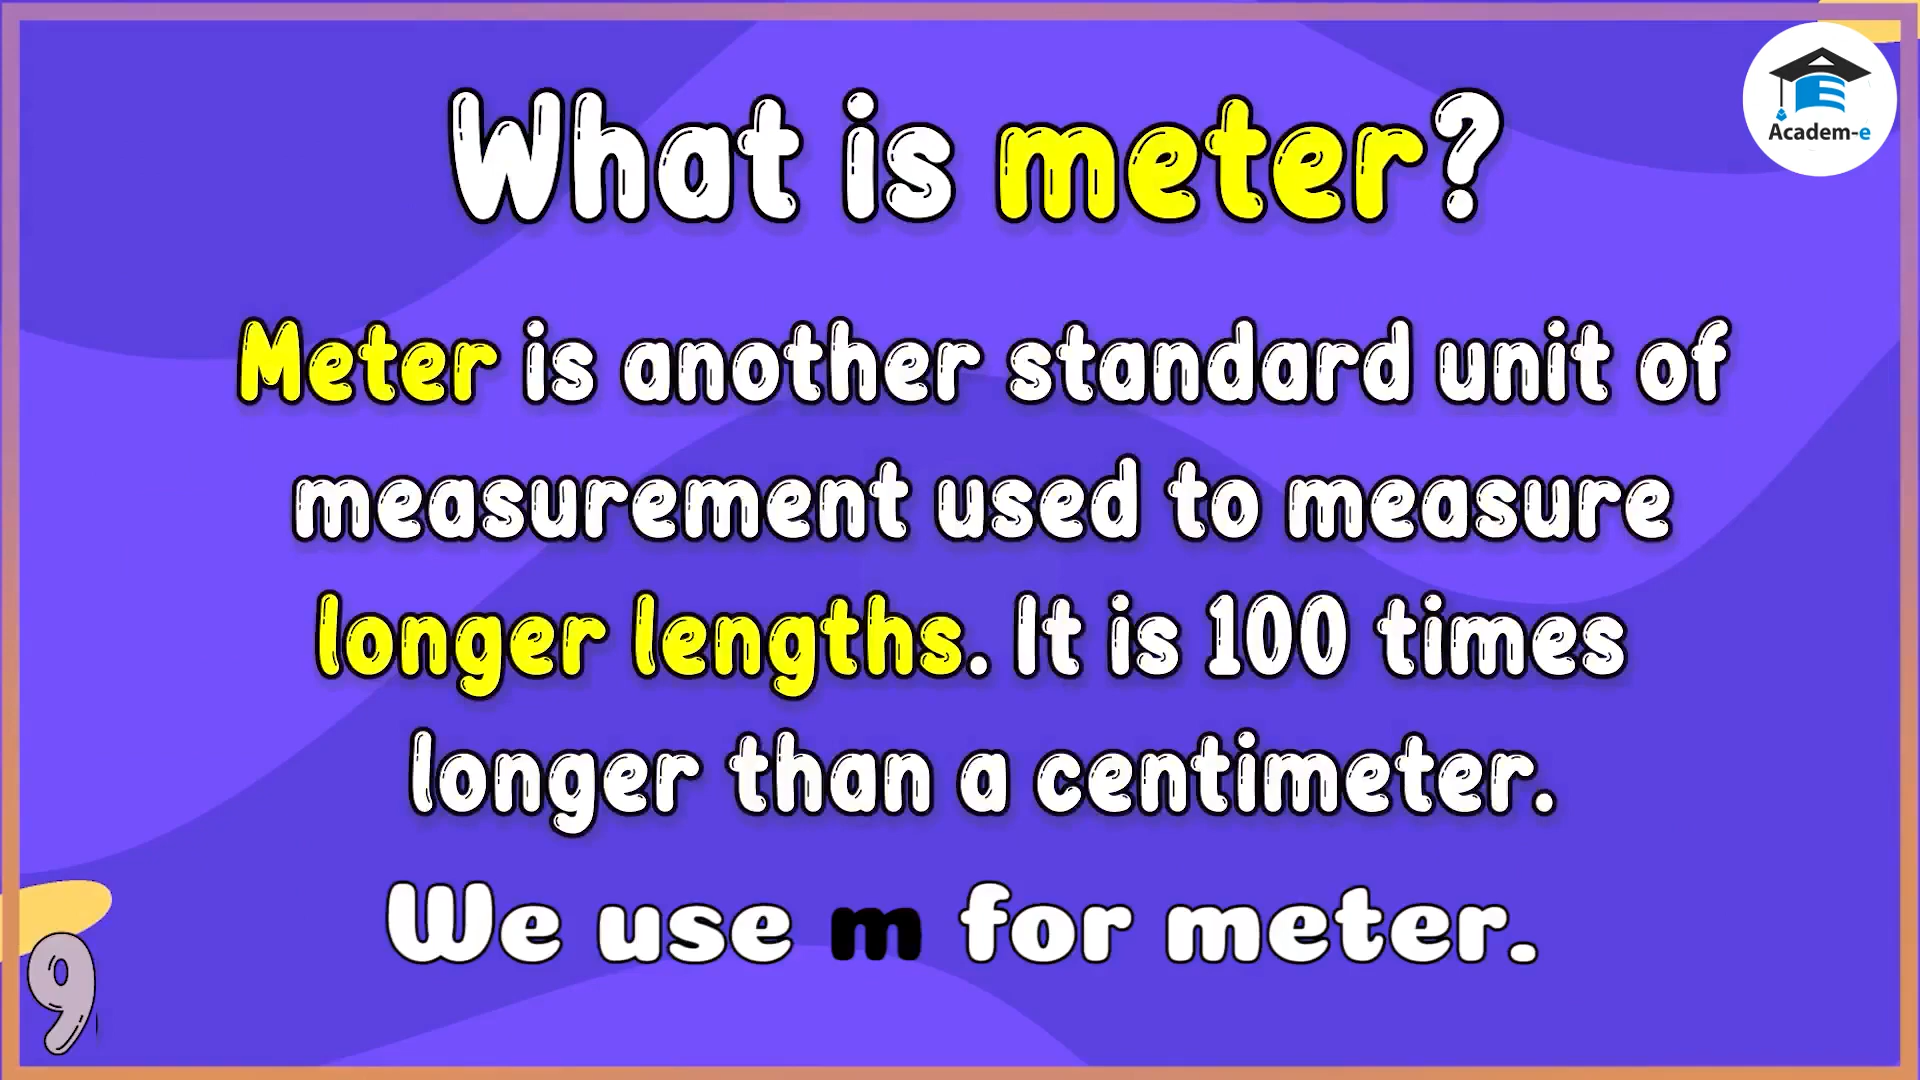 Academ-e
What is meter?
Meter is another standard unit of
measurement used to measure
longer lengths. It is 100 times
longer than a centimeter.
We use m for meter.
9